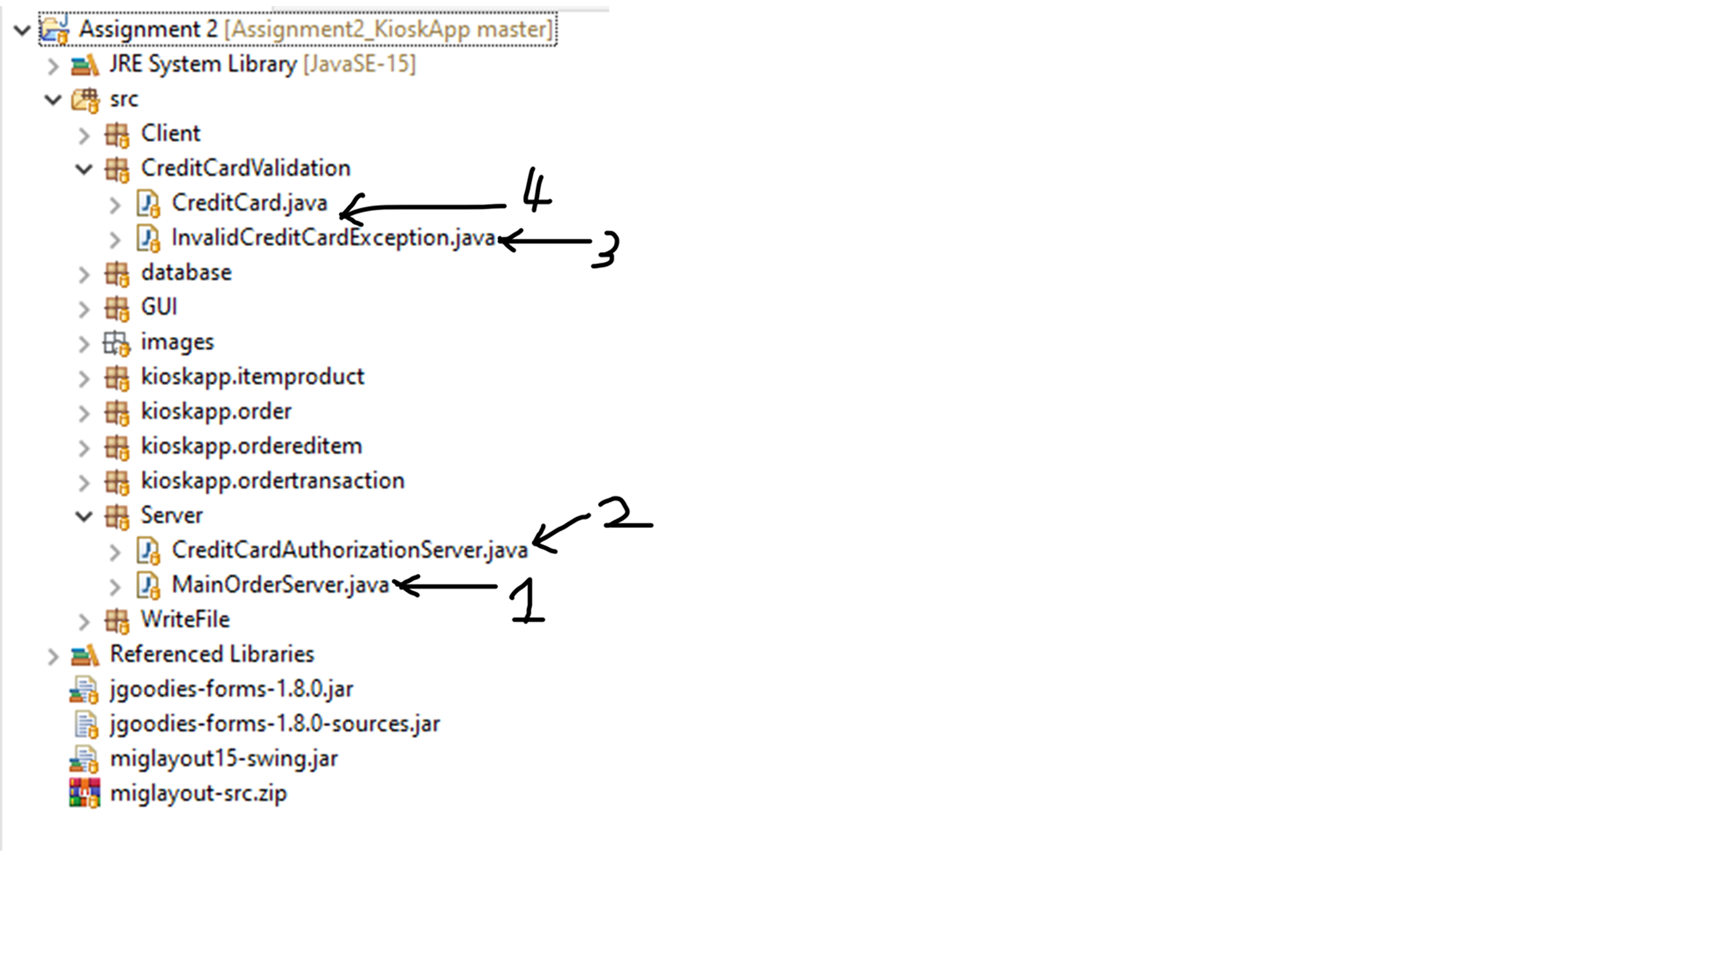 Assignment 2 [Assignment2_KioskApp master]
JRE System Library [JavaSE-15]
src
Client
CreditCardValidation
CreditCard.java 4
InvalidCreditCardException.java 3
database
GUI
images
kioskapp.itemproduct
kioskapp.order
kioskapp.ordereditem
kioskapp.ordertransaction
Server
CreditCardAuthorizationServer.java 2
MainOrderServer.java 1
WriteFile
Referenced Libraries
jgoodies-forms-1.8.0.jar
jgoodies-forms-1.8.0-sources.jar
miglayout15-swing.jar
miglayout-src.zip